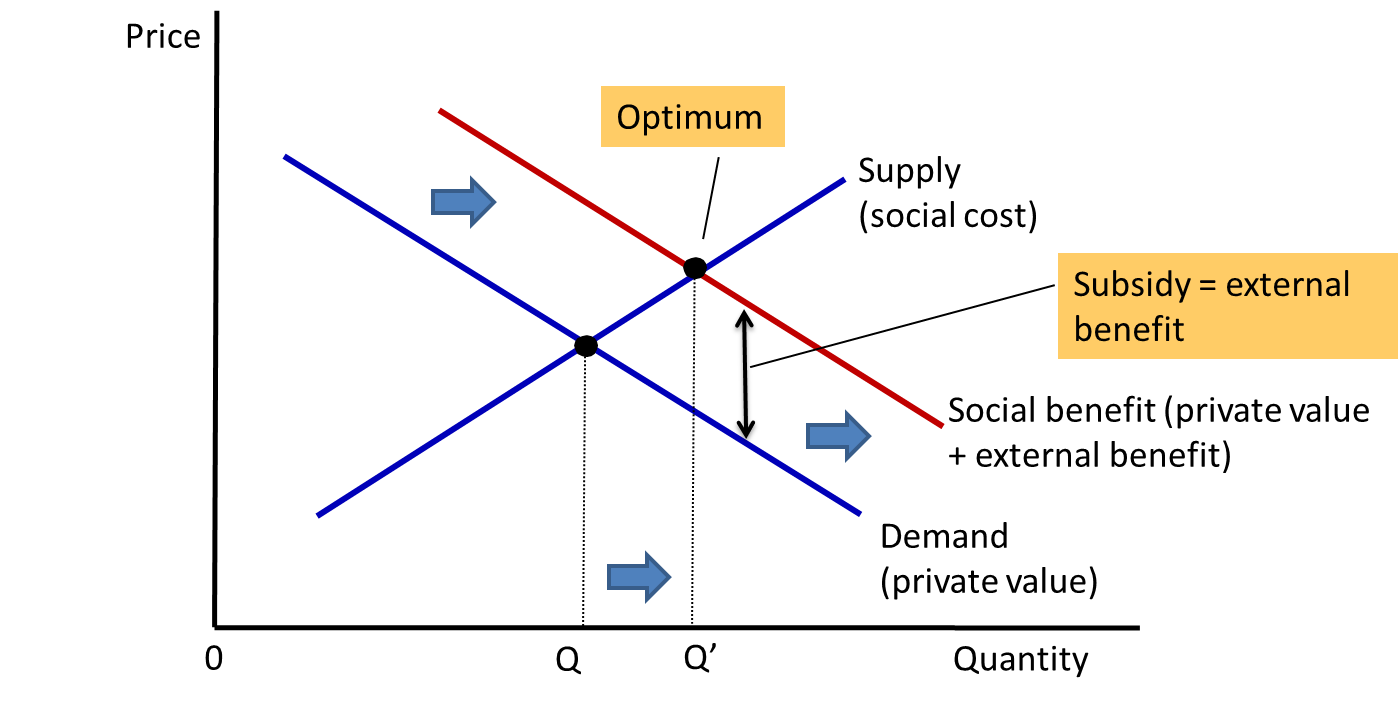 Price
Optimum
Supply
(social cost)
Subsidy = external
benefit
Social benefit (private value
+ external benefit)
Demand
(private value)
0
Q
Q’
Quantity